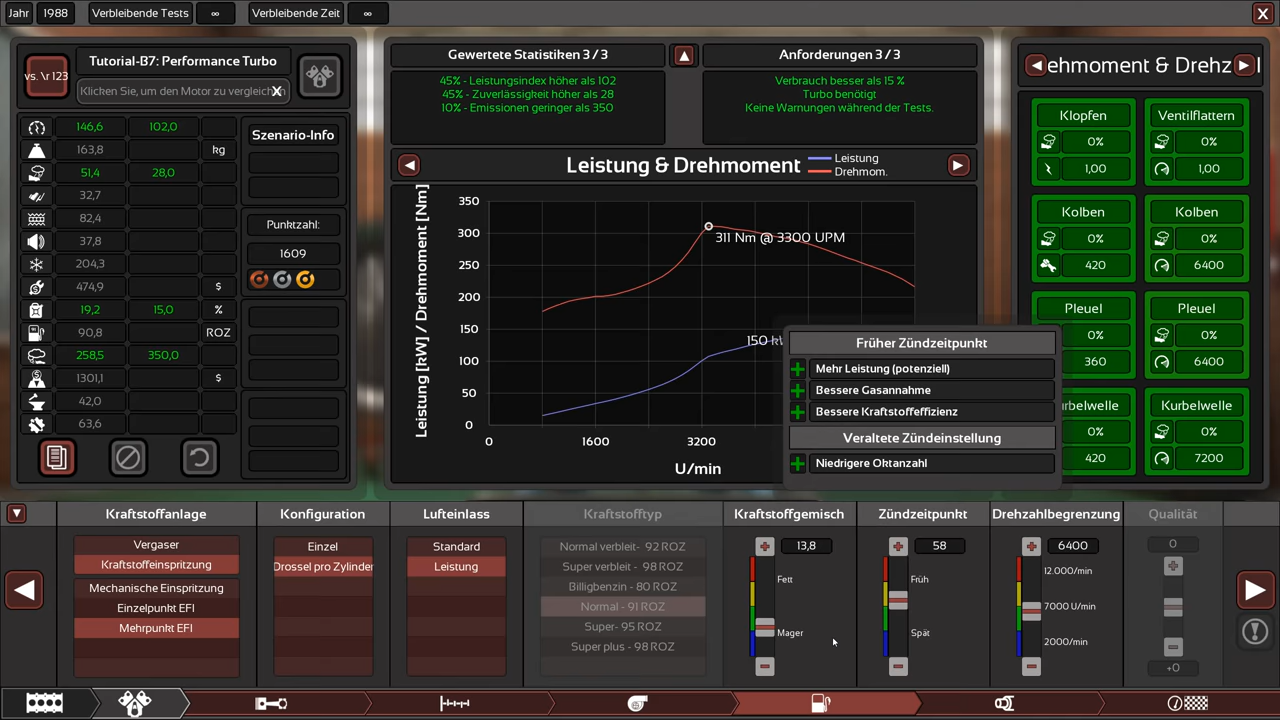 Jahr 1988 Verbleibende Tests ∞ Verbleibende Zeit ∞ X
vs. \r 123
Tutorial-B7: Performance Turbo
Klicken Sie, um den Motor zu vergleichen X
146,6 102,0
163,8 kg
51,4 28,0
32,7
82,4
37,8
204,3
474,9 $
19,2 15,0 %
90,8 ROZ
258,5 350,0
1301,1 $
42,0
63,6
Szenario-Info
Punktzahl:
1609
Gewertete Statistiken 3 / 3
45% - Leistungsindex höher als 102
45% - Zuverlässigkeit höher als 28
10% - Emissionen geringer als 350
Anforderungen 3 / 3
Verbrauch besser als 15 %
Turbo benötigt
Keine Warnungen während der Tests.
Leistung & Drehmoment
Leistung
Drehmom.
Leistung [kW] / Drehmoment [Nm]
350
300
250
200
150
100
50
0
311 Nm @ 3300 UPM
150 k
0 1600 3200
U/min
Früher Zündzeitpunkt
Mehr Leistung (potenziell)
Bessere Gasannahme
Bessere Kraftstoffeffizienz
Veraltete Zündeinstellung
Niedrigere Oktanzahl
ehmoment & Drehz
Klopfen
0%
1,00
Ventilflattern
0%
1,00
Kolben
0%
420
Kolben
0%
6400
Pleuel
0%
360
Pleuel
0%
6400
rbelwelle
0%
420
Kurbelwelle
0%
7200
Kraftstoffanlage
Vergaser
Kraftstoffeinspritzung
Mechanische Einspritzung
Einzelpunkt EFI
Mehrpunkt EFI
Konfiguration
Einzel
Drossel pro Zylinder
Lufteinlass
Standard
Leistung
Kraftstofftyp
Normal verbleit- 92 ROZ
Super verbleit - 98 ROZ
Billigbenzin - 80 ROZ
Normal - 91 ROZ
Super- 95 ROZ
Super plus - 98 ROZ
Kraftstoffgemisch
13,8
Fett
Mager
Zündzeitpunkt
58
Früh
Spät
Drehzahlbegrenzung
6400
12.000/min
7000 U/min
2000/min
Qualität
0
+0